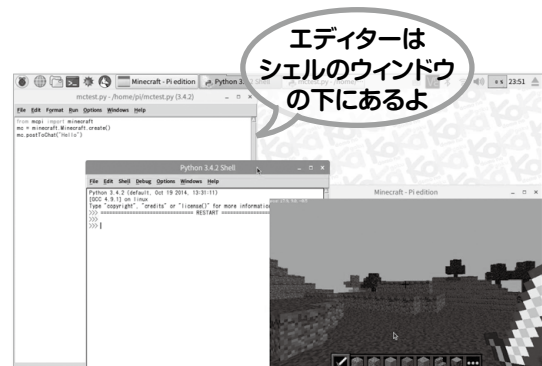 エディターは
シェルのウィンドウ
の下にあるよ
Minecraft - Pi edition
Python 3.
23:51
mctest.py - /home/pi/mctest.py (3.4.2)
File Edit Format Run Options Windows Help
from mcpi import minecraft
mc = minecraft.Minecraft.create()
mc.postToChat("Hello")
Python 3.4.2 Shell
File Edit Shell Debug Options Windows Help
Python 3.4.2 (default, Oct 19 2014, 13:31:11)
[GCC 4.9.1] on linux
Type "copyright", "credits" or "license()" for more informatio
>>> ================================ RESTART ================
>>>
>>>
Minecraft - Pi edition